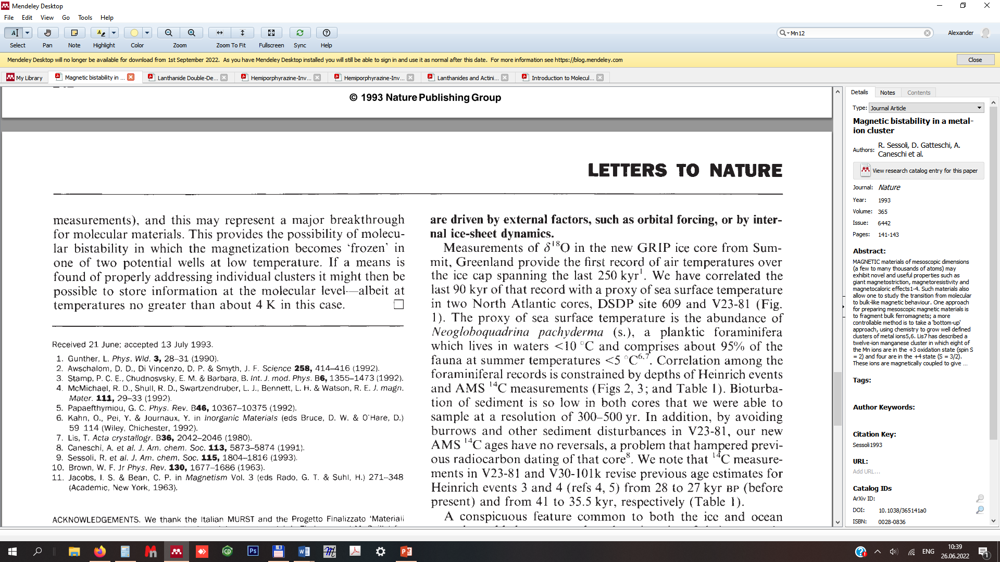 Mendeley Desktop
File Edit View Go Tools Help
Mn12
Alexander
Select Pan Note Highlight Color Zoom Zoom To Fit Fullscreen Sync Help
Mendeley Desktop will no longer be available for download from 1st September 2022. As you have Mendeley Desktop installed you will still be able to sign in and use it as normal after this date. For more information see https://blog.mendeley.com
Close
My Library
Magnetic bistability in ...
Lanthanide Double-De...
Hemiporphyrazine-Inv...
Hemiporphyrazine-Inv...
Lanthanides and Actini...
Introduction to Molecul...
© 1993 Nature Publishing Group
LETTERS TO NATURE
measurements), and this may represent a major breakthrough
for molecular materials. This provides the possibility of molecu-
lar bistability in which the magnetization becomes ‘frozen’ in
one of two potential wells at low temperature. If a means is
found of properly addressing individual clusters it might then be
possible to store information at the molecular level—albeit at
temperatures no greater than about 4 K in this case. □
Received 21 June; accepted 13 July 1993.
1. Gunther, L. Phys. Wld. 3, 28–31 (1990).
2. Awschalom, D. D., Di Vincenzo, D. P. & Smyth, J. F. Science 258, 414–416 (1992).
3. Stamp, P. C. E., Chudnosvsky, E. M. & Barbara, B. Int. J. mod. Phys. B6, 1355–1473 (1992).
4. McMichael, R. D., Shull, R. D., Swartzendruber, L. J., Bennett, L. H. & Watson, R. E. J. magn.
Mater. 111, 29–33 (1992).
5. Papaefthymiou, G. C. Phys. Rev. B46, 10367–10375 (1992).
6. Kahn, O., Pei, Y. & Journaux, Y. in Inorganic Materials (eds Bruce, D. W. & O'Hare, D.)
59–114 (Wiley, Chichester, 1992).
7. Lis, T. Acta crystallogr. B36, 2042–2046 (1980).
8. Caneschi, A. et al. J. Am. chem. Soc. 113, 5873–5874 (1991).
9. Sessoli, R. et al. J. Am. chem. Soc. 115, 1804–1816 (1993).
10. Brown, W. F. Jr Phys. Rev. 130, 1677–1686 (1963).
11. Jacobs, I. S. & Bean, C. P. in Magnetism Vol. 3 (eds Rado, G. T. & Suhl, H.) 271–348
(Academic, New York, 1963).
ACKNOWLEDGEMENTS. We thank the Italian MURST and the Progetto Finalizzato 'Materiali
are driven by external factors, such as orbital forcing, or by inter-
nal ice-sheet dynamics.
Measurements of δ¹⁸O in the new GRIP ice core from Sum-
mit, Greenland provide the first record of air temperatures over
the ice cap spanning the last 250 kyr¹. We have correlated the
last 90 kyr of that record with a proxy of sea surface temperature
in two North Atlantic cores, DSDP site 609 and V23-81 (Fig.
1). The proxy of sea surface temperature is the abundance of
Neogloboquadrina pachyderma (s.), a planktic foraminifera
which lives in waters <10 °C and comprises about 95% of the
fauna at summer temperatures <5 °C⁶,⁷. Correlation among the
foraminiferal records is constrained by depths of Heinrich events
and AMS ¹⁴C measurements (Figs 2, 3; and Table 1). Bioturba-
tion of sediment is so low in both cores that we were able to
sample at a resolution of 300–500 yr. In addition, by avoiding
burrows and other sediment disturbances in V23-81, our new
AMS ¹⁴C ages have no reversals, a problem that hampered previ-
ous radiocarbon dating of that core⁸. We note that ¹⁴C measure-
ments in V23-81 and V30-101k revise previous age estimates for
Heinrich events 3 and 4 (refs 4, 5) from 28 to 27 kyr BP (before
present) and from 41 to 35.5 kyr, respectively (Table 1).
A conspicuous feature common to both the ice and ocean
Details Notes Contents
Type: Journal Article
Magnetic bistability in a metal-
ion cluster
Authors: R. Sessoli, D. Gatteschi, A.
Caneschi et al.
View research catalog entry for this paper
Journal: Nature
Year: 1993
Volume: 365
Issue: 6442
Pages: 141-143
Abstract:
MAGNETIC materials of mesoscopic dimensions
(a few to many thousands of atoms) may
exhibit novel and useful properties such as
giant magnetostriction, magnetoresistivity and
magnetocaloric effects1-4. Such materials also
allow one to study the transition from molecular
to bulk-like magnetic behaviour. One approach
for preparing mesoscopic magnetic materials is
to fragment bulk ferromagnets; a more
controllable method is to take a 'bottom-up'
approach, using chemistry to grow well defined
clusters of metal ions5,6. Lis7 has described a
twelve-ion manganese cluster in which eight of
the Mn ions are in the +3 oxidation state (spin S
= 2) and four are in the +4 state (S = 3/2).
These ions are magnetically coupled to give ...
Tags:
Author Keywords:
Citation Key:
Sessoli1993
URL:
Add URL...
Catalog IDs
ArXiv ID:
DOI: 10.1038/365141a0
ISBN: 0028-0836
ENG
10:39
26.06.2022